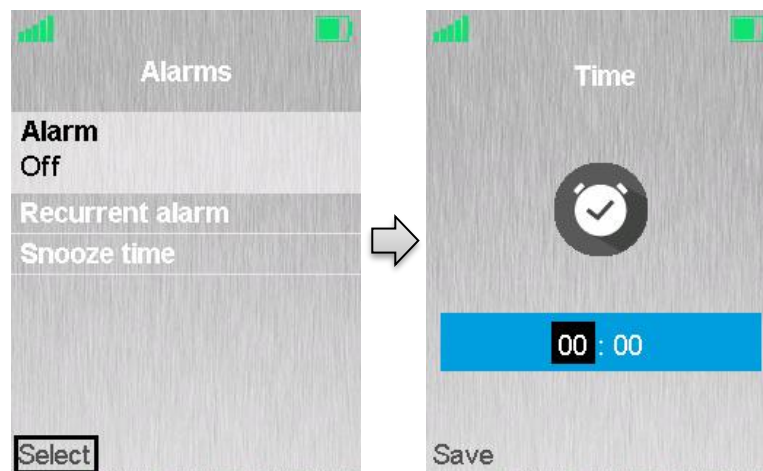 Alarms
Alarm
Off
Recurrent alarm
Snooze time
Select
Time
00 : 00
Save